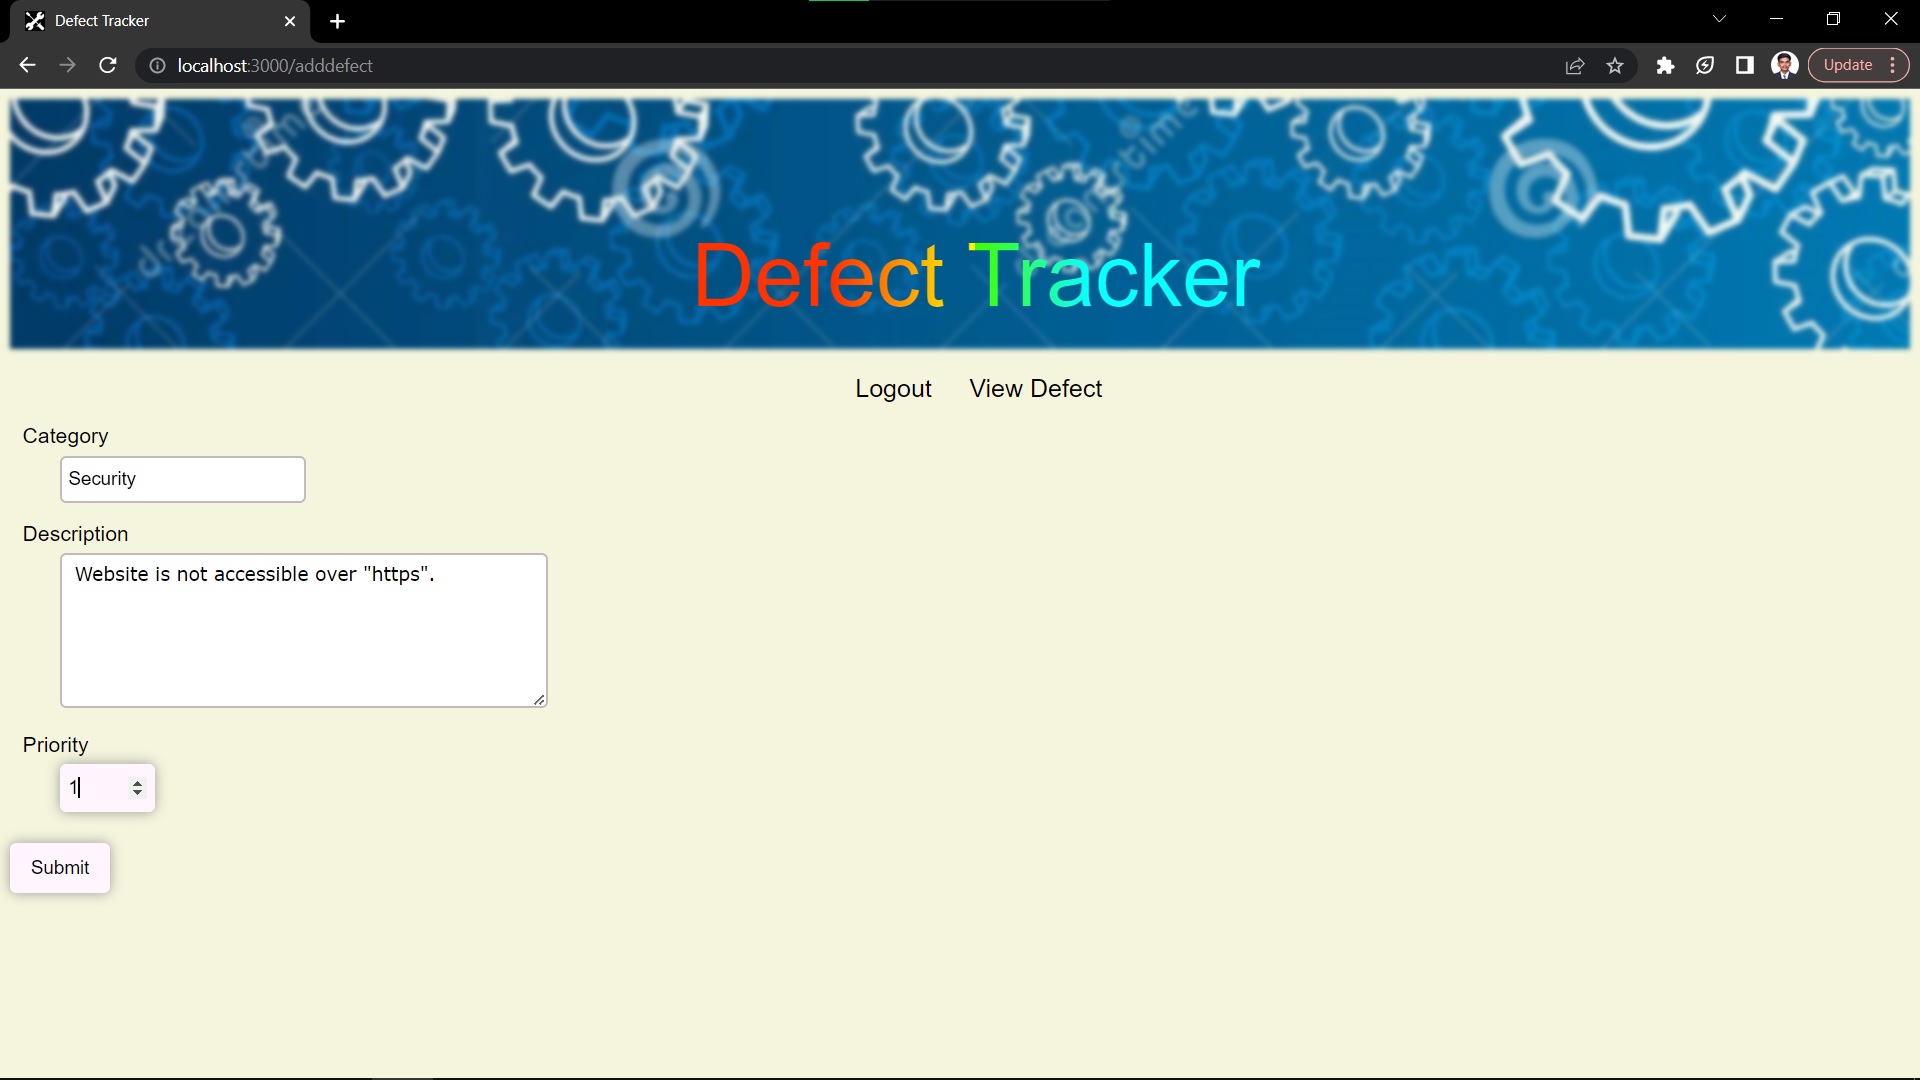 Defect Tracker
localhost:3000/adddefect
Update
Defect Tracker
Logout View Defect
Category
Security
Description
Website is not accessible over "https".
Priority
1
Submit